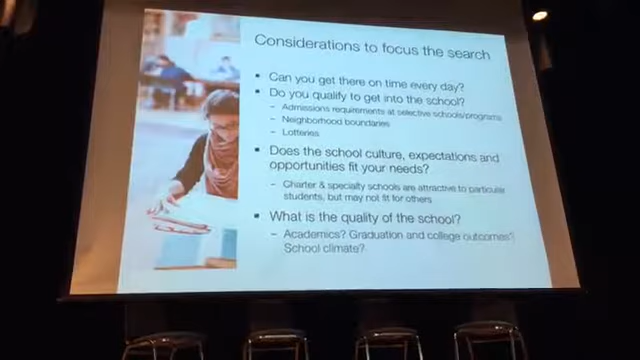 Considerations to focus the search
▪ Can you get there on time every day?
▪ Do you qualify to get into the school?
– Admissions requirements at selective schools/programs
– Neighborhood boundaries
– Lotteries
▪ Does the school culture, expectations and
opportunities fit your needs?
– Charter & specialty schools are attractive to particular
students, but may not fit for others
▪ What is the quality of the school?
– Academics? Graduation and college outcomes?
School climate?